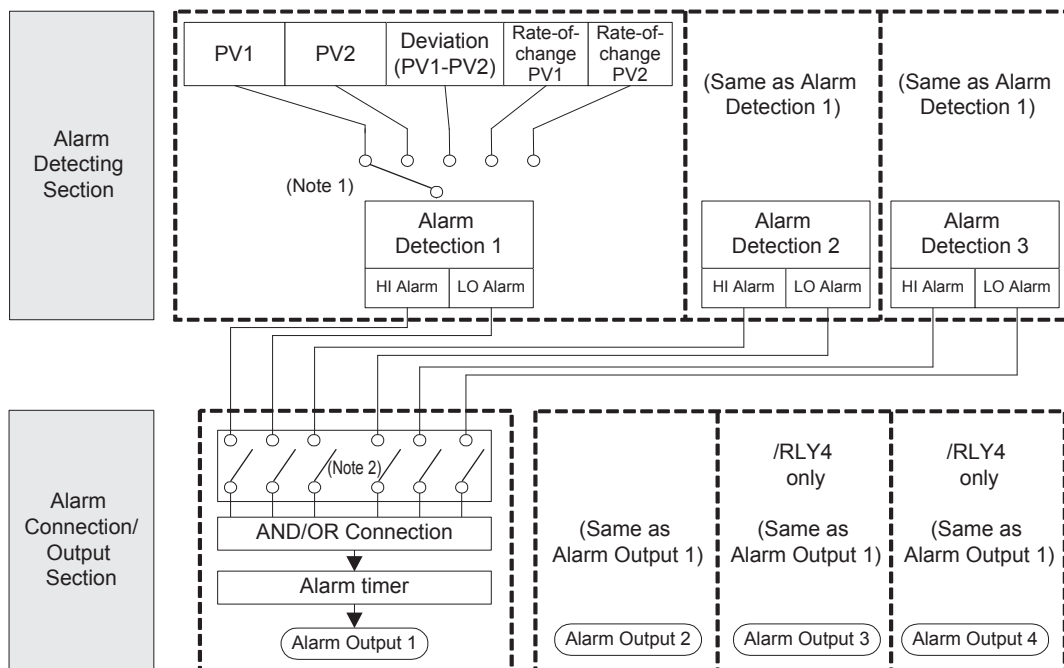 Alarm
Detecting
Section
PV1
PV2
Deviation
(PV1-PV2)
Rate-of-
change
PV1
Rate-of-
change
PV2
(Note 1)
Alarm
Detection 1
HI Alarm
LO Alarm
(Same as Alarm
Detection 1)
Alarm
Detection 2
HI Alarm
LO Alarm
(Same as Alarm
Detection 1)
Alarm
Detection 3
HI Alarm
LO Alarm
Alarm
Connection/
Output
Section
(Note 2)
AND/OR Connection
Alarm timer
Alarm Output 1
(Same as
Alarm Output 1)
Alarm Output 2
/RLY4
only
(Same as
Alarm Output 1)
Alarm Output 3
/RLY4
only
(Same as
Alarm Output 1)
Alarm Output 4